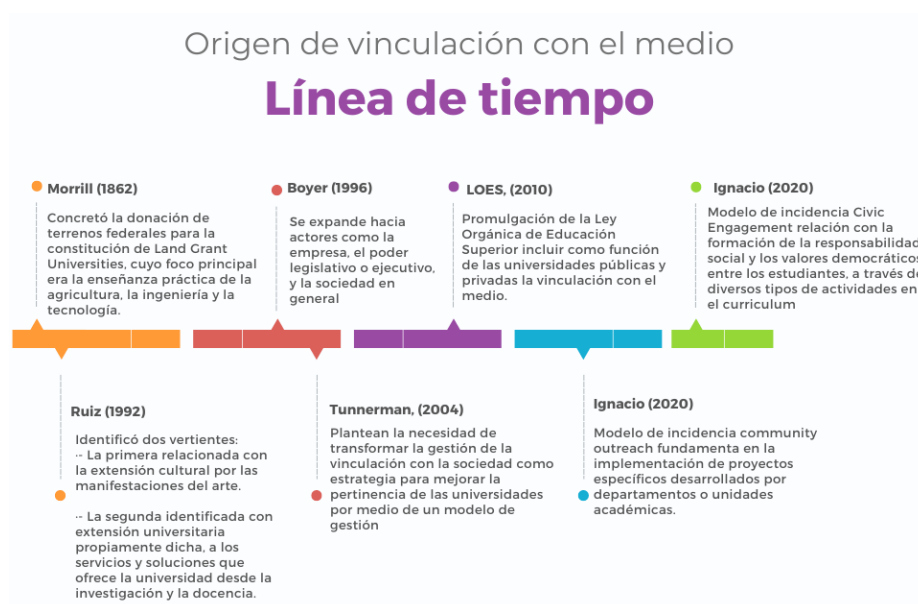 Origen de vinculación con el medio
Línea de tiempo
Morrill (1862)
Concretó la donación de
terrenos federales para la
constitución de Land Grant
Universities, cuyo foco principal
era la enseñanza práctica de la
agricultura, la ingeniería y la
tecnología.
Boyer (1996)
Se expande hacia
actores como la
empresa, el poder
legislativo o ejecutivo,
y la sociedad en
general
LOES, (2010)
Promulgación de la Ley
Orgánica de Educación
Superior incluir como función
de las universidades públicas y
privadas la vinculación con el
medio.
Ignacio (2020)
Modelo de incidencia Civic
Engagement relación con la
formación de la responsabilidad
social y los valores democráticos
entre los estudiantes, a través de
diversos tipos de actividades en
el curriculum
Ruiz (1992)
Identificó dos vertientes:
·- La primera relacionada con
la extensión cultural por las
manifestaciones del arte.
·- La segunda identificada con
extensión universitaria
propiamente dicha, a los
servicios y soluciones que
ofrece la universidad desde la
investigación y la docencia.
Tunnerman, (2004)
Plantean la necesidad de
transformar la gestión de la
vinculación con la sociedad como
estrategia para mejorar la
pertinencia de las universidades
por medio de un modelo de
gestión
Ignacio (2020)
Modelo de incidencia community
outreach fundamenta en la
implementación de proyectos
específicos desarrollados por
departamentos o unidades
académicas.